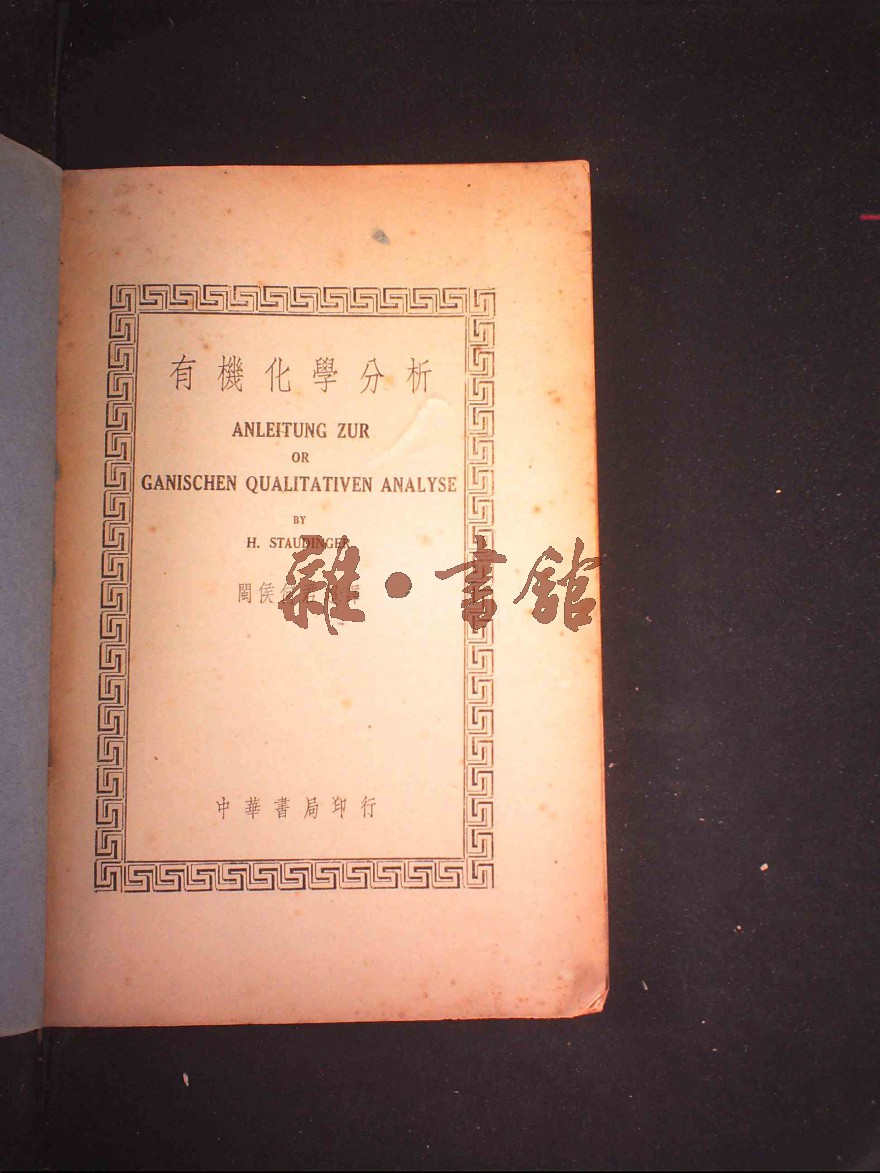 有機化學分析
ANLEITUNG ZUR
OR
GANISCHEN QUALITATIVEN ANALYSE
BY
H. STAUDINGER
閩侯
雜·書館
中華書局印行